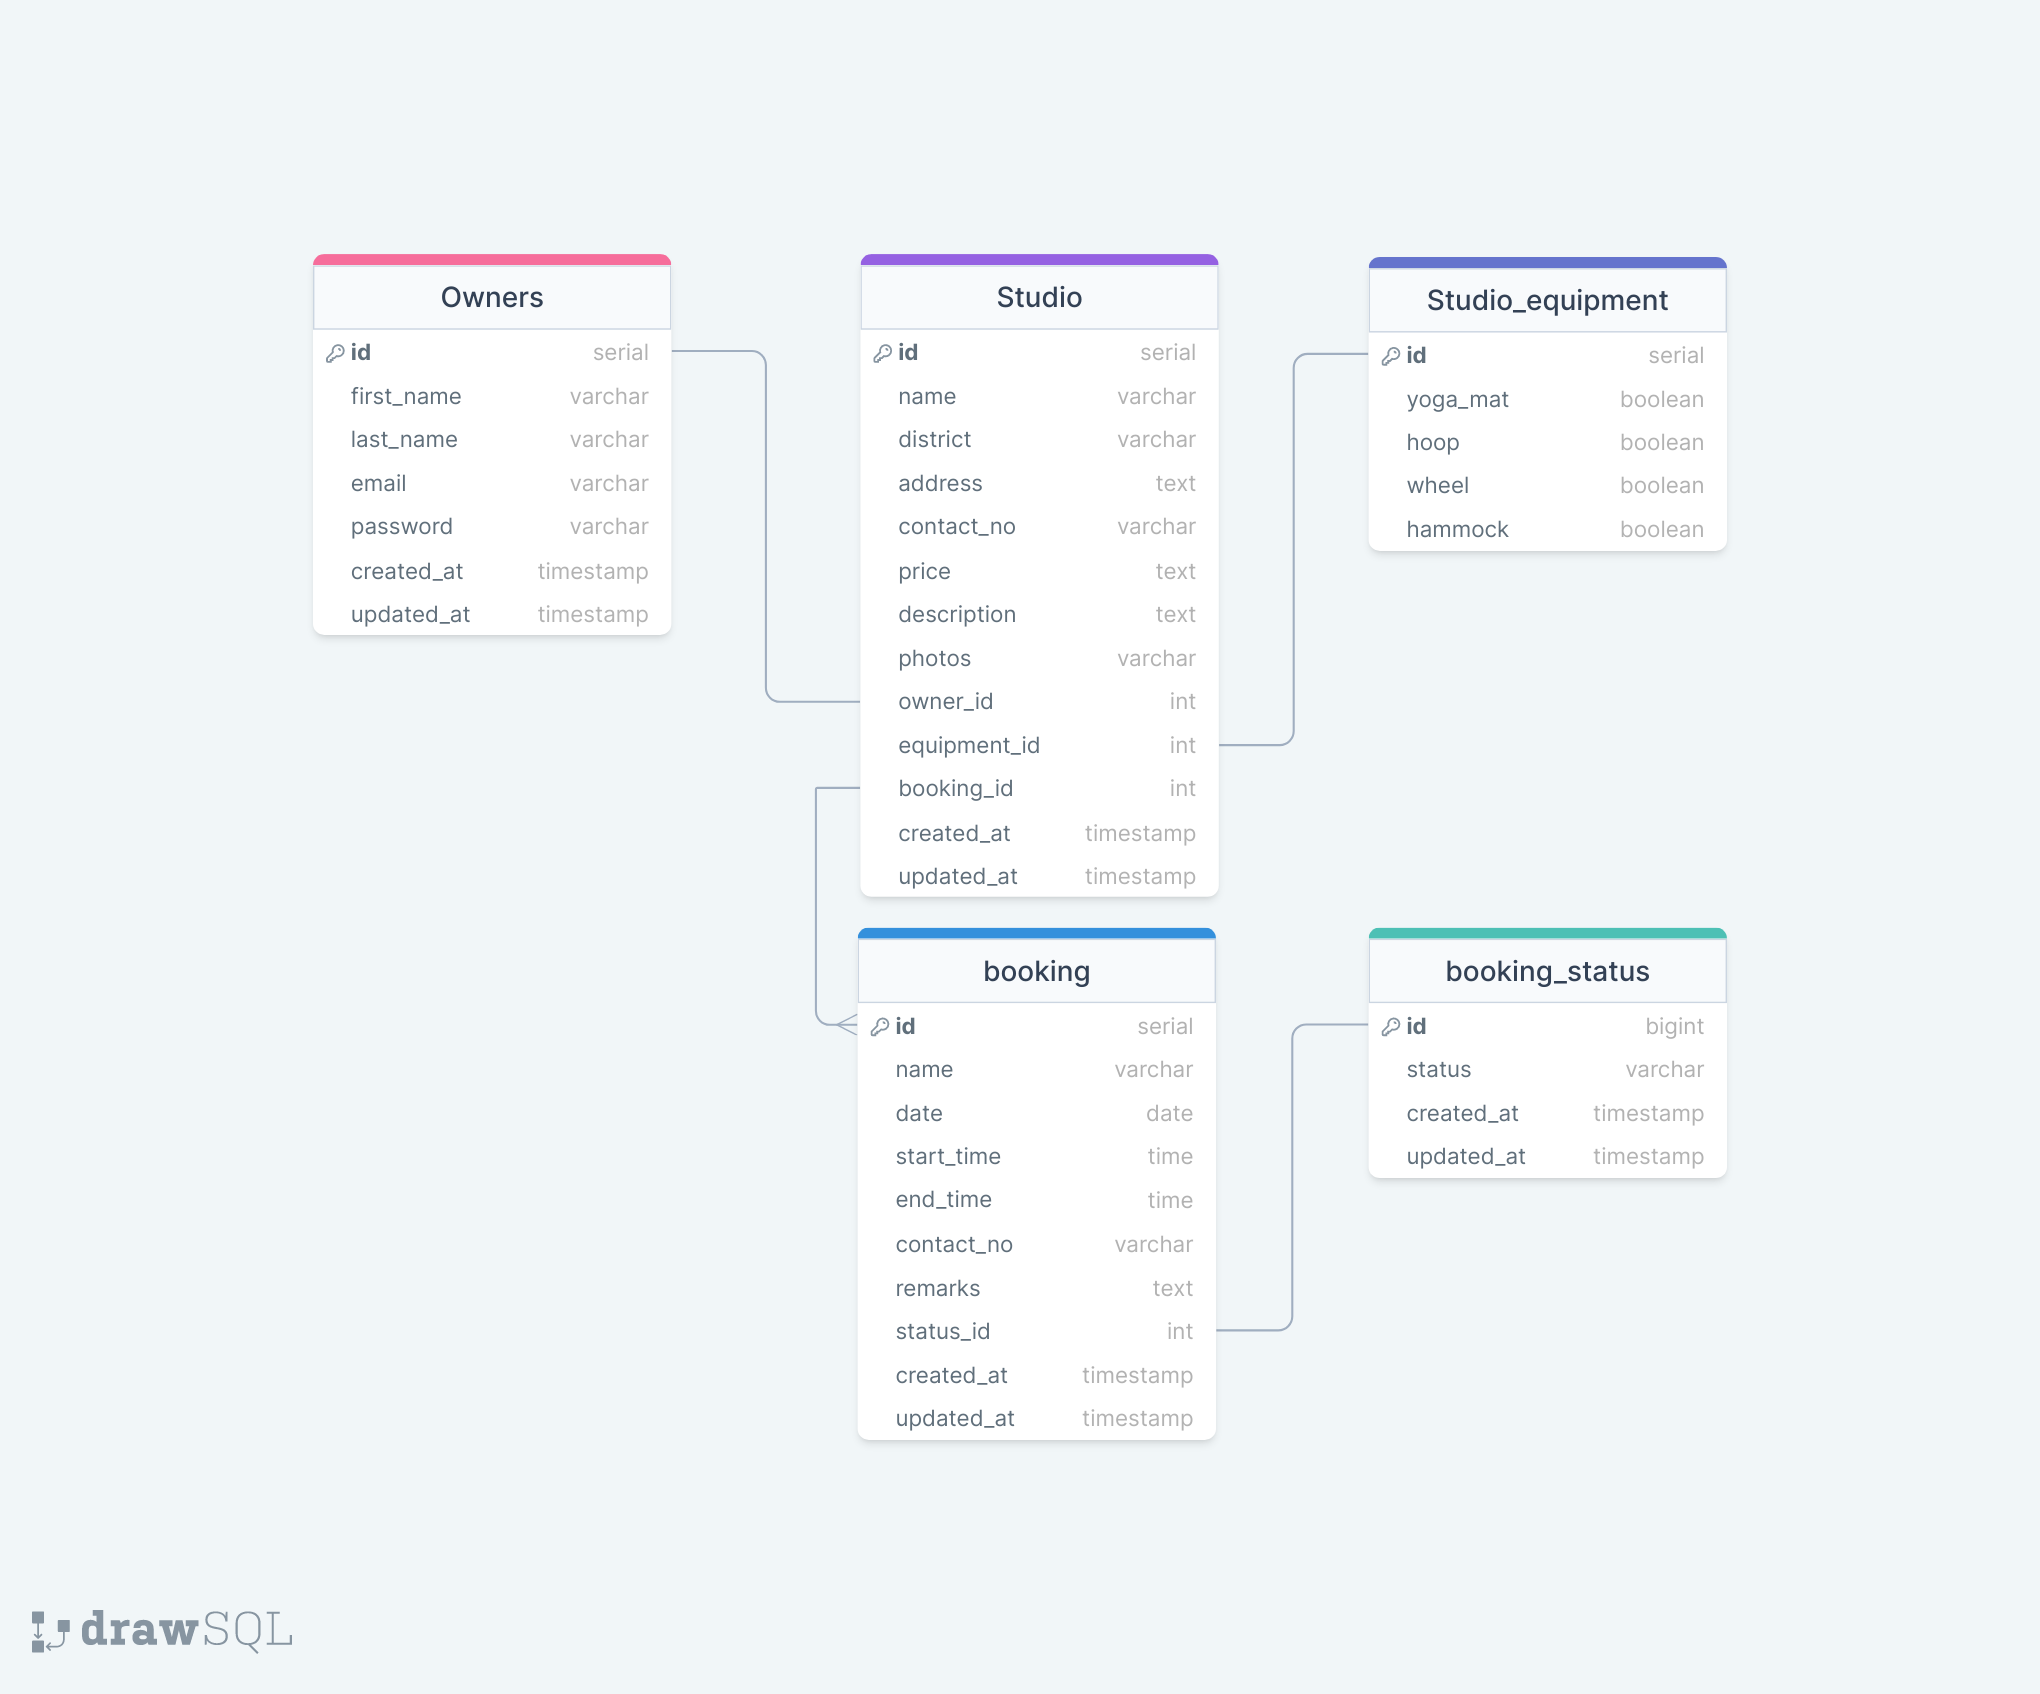 Owners
id serial
first_name varchar
last_name varchar
email varchar
password varchar
created_at timestamp
updated_at timestamp
Studio
id serial
name varchar
district varchar
address text
contact_no varchar
price text
description text
photos varchar
owner_id int
equipment_id int
booking_id int
created_at timestamp
updated_at timestamp
Studio_equipment
id serial
yoga_mat boolean
hoop boolean
wheel boolean
hammock boolean
booking
id serial
name varchar
date date
start_time time
end_time time
contact_no varchar
remarks text
status_id int
created_at timestamp
updated_at timestamp
booking_status
id bigint
status varchar
created_at timestamp
updated_at timestamp
drawSQL